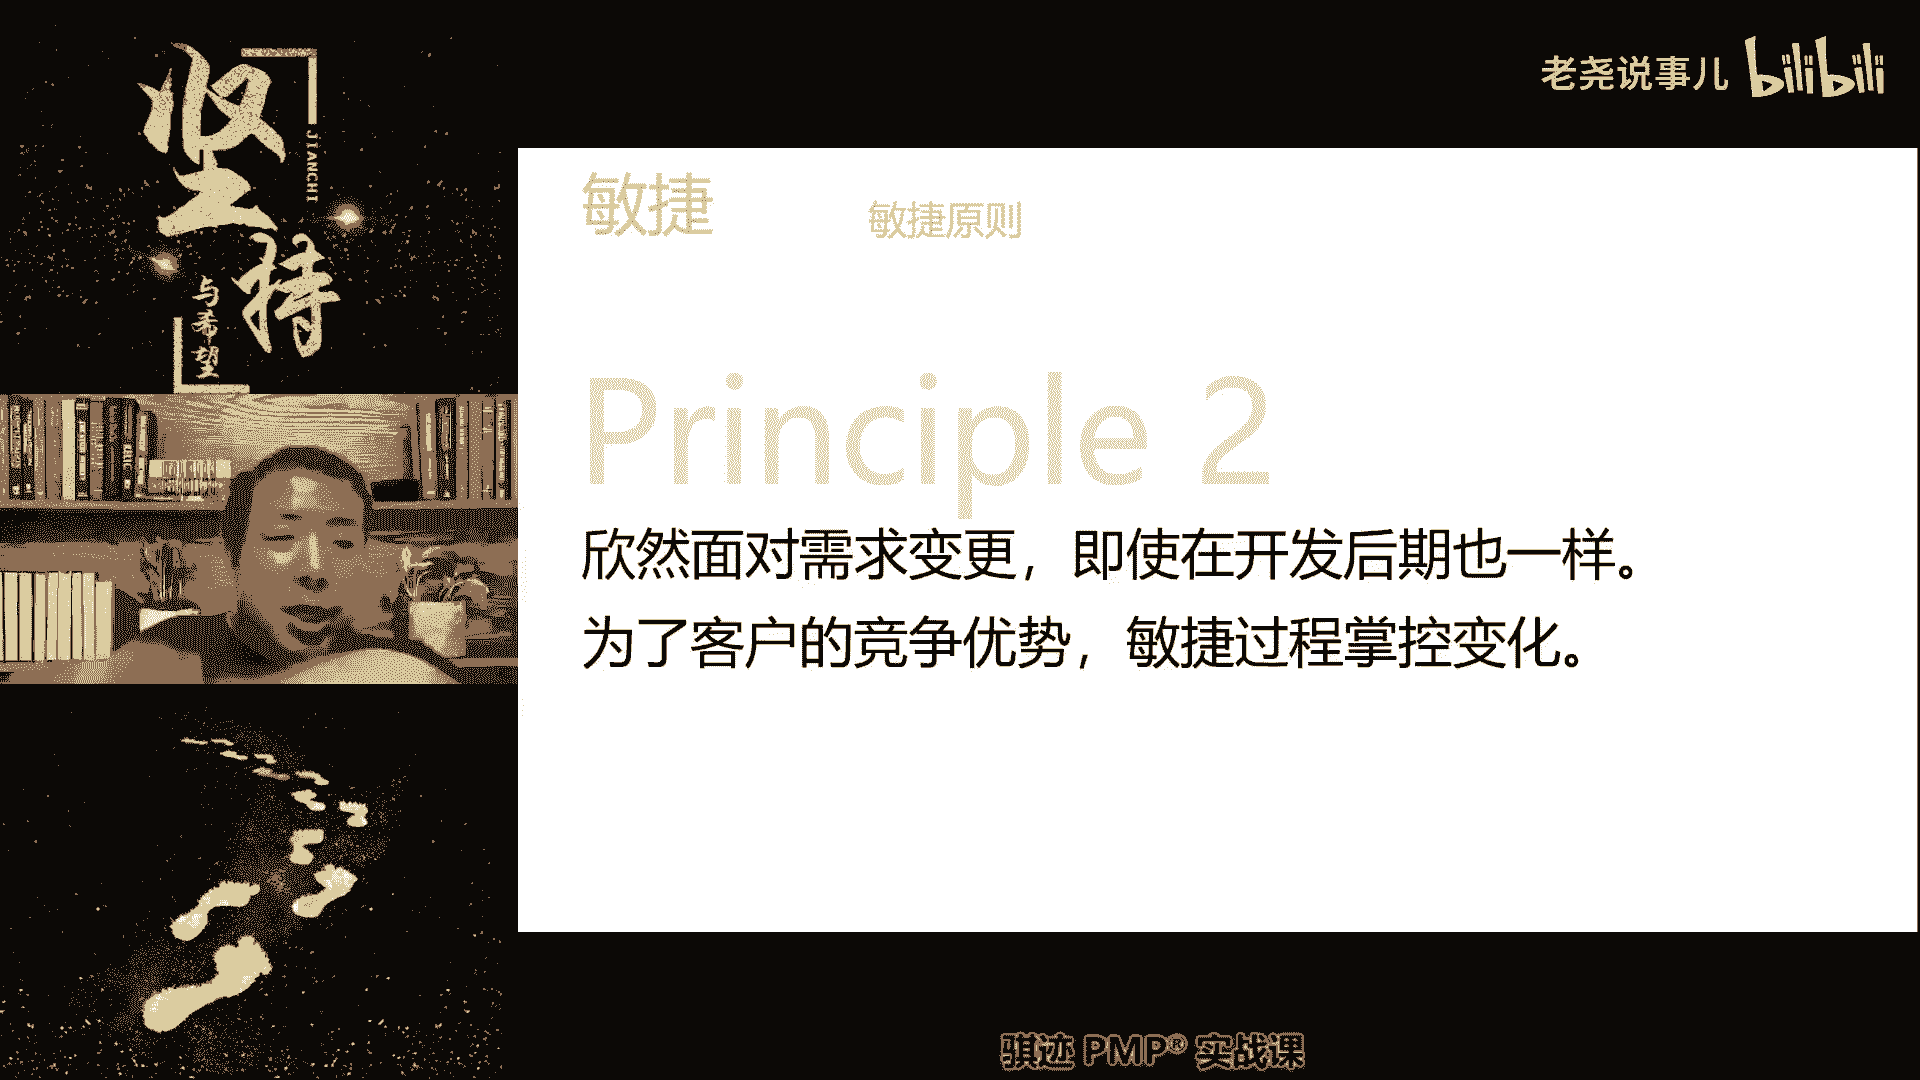 坚持
JIANCHI
与希望
老尧说事儿 bilibili
敏捷
敏捷原则
Principle 2
欣然面对需求变更，即使在开发后期也一样。
为了客户的竞争优势，敏捷过程掌控变化。
骐迹 PMP® 实战课